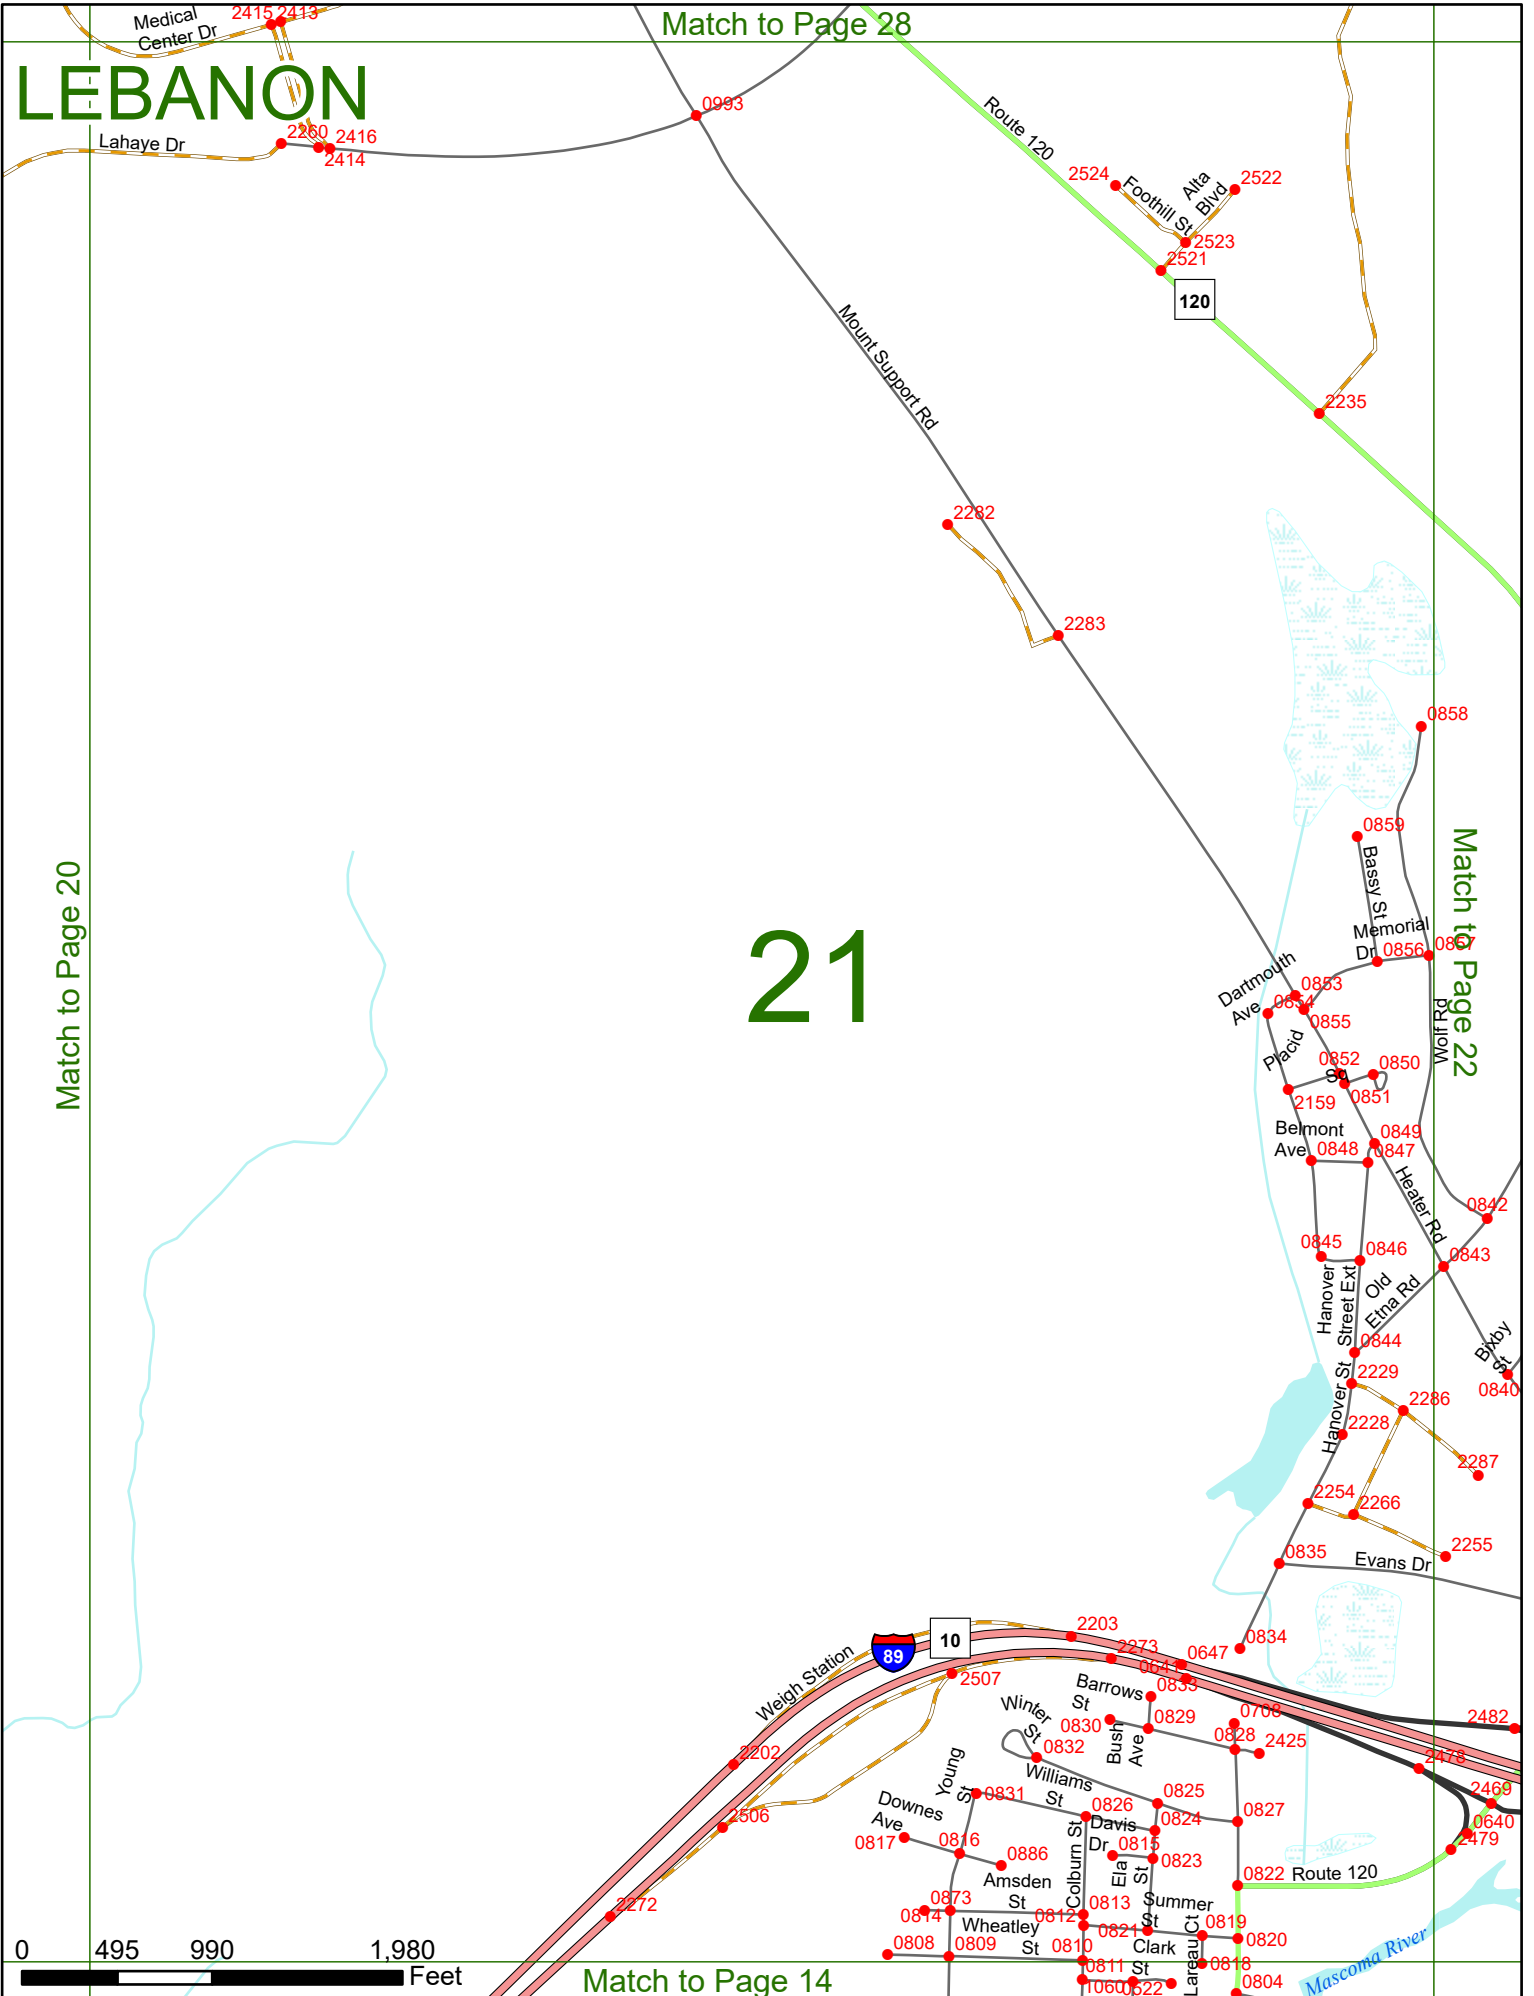 Match to Page 28
2415
2413
Medical
Center Dr
LEBANON
0993
2260
2416
2414
Lahaye Dr
Route 120
2524
2522
Foothill St
Alta
Blvd
2523
2521
120
Mount Support Rd
2235
2282
2283
0858
0859
Bassy St
Memorial
Dr
0856
0857
Match to Page 20
21
Match to Page 22
Dartmouth
Ave
0853
0854
0855
Wolf Rd
Placid
Sq
0852
0850
0851
2159
Belmont
Ave
0848
0849
0847
Heater Rd
0842
0845
0846
0843
Hanover
Street Ext
Old
Etna Rd
0844
Bixby
St
0840
2229
2286
Hanover St
2228
2287
2254
2266
2255
0835
Evans Dr
0834
2203
10
89
2273
0647
0641
Weigh Station
2507
Barrows
St
0833
Winter
St
0830
0829
0708
0828
2425
2482
Bush
Ave
0832
2202
2478
Young
St
Williams
St
0831
0825
2469
Downes
Ave
0826
0827
0640
2506
Davis
Dr
0824
2479
0817
0816
0815
0823
0886
Colburn St
Ela
St
0822
Route 120
Amsden
St
2272
0873
0814
0813
Summer
St
0812
0821
0819
0820
Wheatley
St
Clark
St
Lareau Ct
0808
0809
0810
0818
0811
1060
0522
0804
Mascoma River
0
495
990
1,980
Feet
Match to Page 14